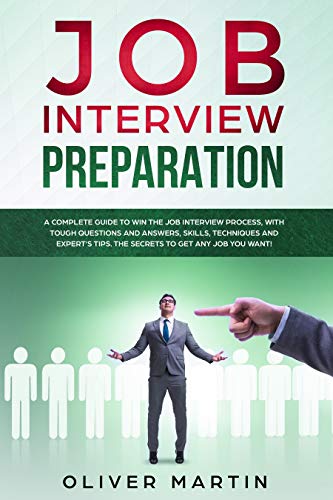 JOB
INTERVIEW
PREPARATION
A COMPLETE GUIDE TO WIN THE JOB INTERVIEW PROCESS, WITH
TOUGH QUESTIONS AND ANSWERS, SKILLS, TECHNIQUES AND
EXPERT'S TIPS. THE SECRETS TO GET ANY JOB YOU WANT!
OLIVER MARTIN